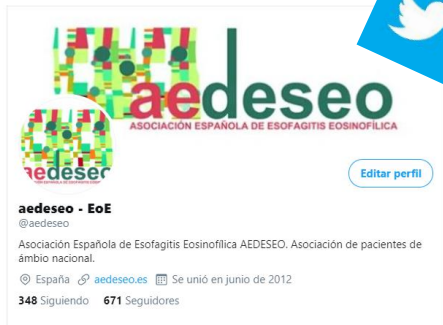 aedeseo
ASOCIACIÓN ESPAÑOLA DE ESOFAGITIS EOSINOFÍLICA
aedeseo
Editar perfil
aedeseo - EoE
@aedeseo
Asociación Española de Esofagitis Eosinofílica AEDESEO. Asociación de pacientes de
ámbio nacional.
España aedeseo.es Se unió en junio de 2012
348 Siguiendo 671 Seguidores